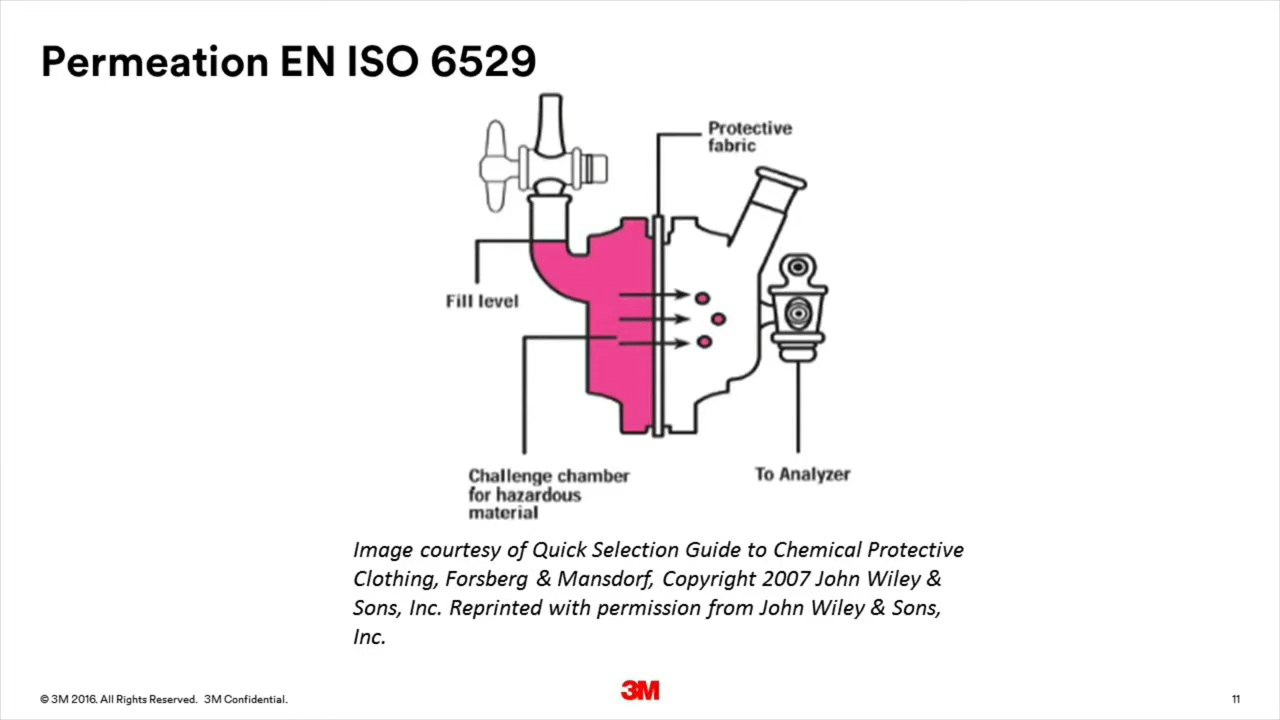 Permeation EN ISO 6529
Protective
fabric
Fill level
Challenge chamber
for hazardous
material
To Analyzer
Image courtesy of Quick Selection Guide to Chemical Protective
Clothing, Forsberg & Mansdorf, Copyright 2007 John Wiley &
Sons, Inc. Reprinted with permission from John Wiley & Sons,
Inc.
© 3M 2016. All Rights Reserved. 3M Confidential.
3M
11